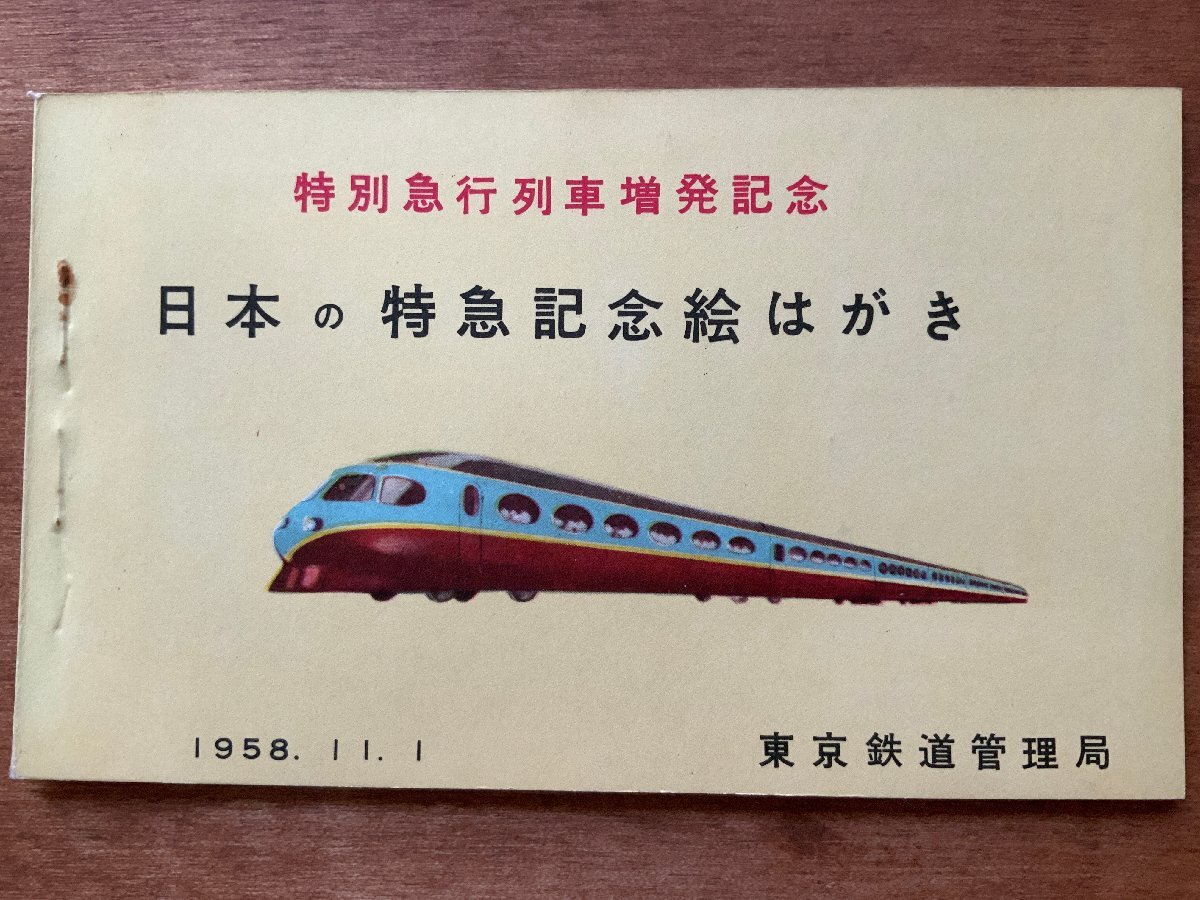 特別急行列車増発記念
日本の特急記念絵はがき
1958.11.1
東京鉄道管理局